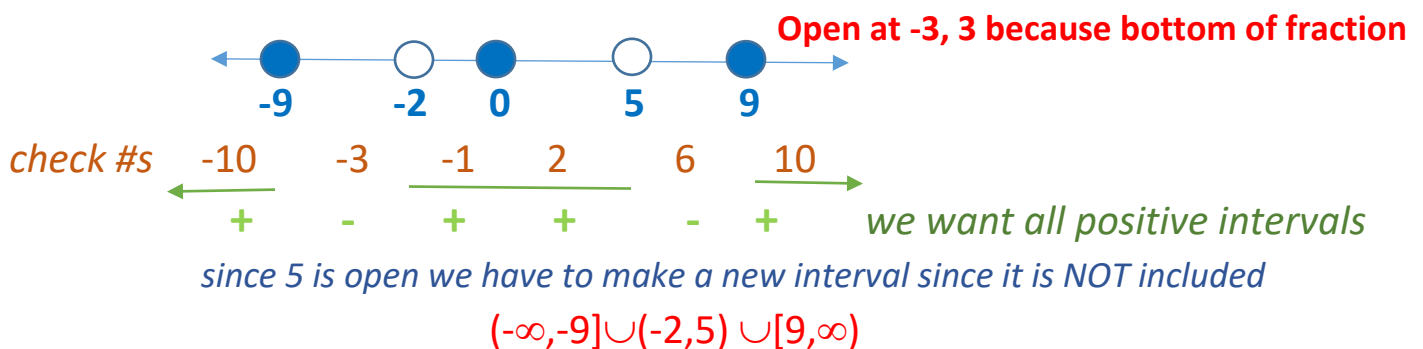 Open at -3, 3 because bottom of fraction
-9 -2 0 5 9
check #s -10 -3 -1 2 6 10
+ - + + - + we want all positive intervals
since 5 is open we have to make a new interval since it is NOT included
(-∞,-9]∪(-2,5) ∪[9,∞)